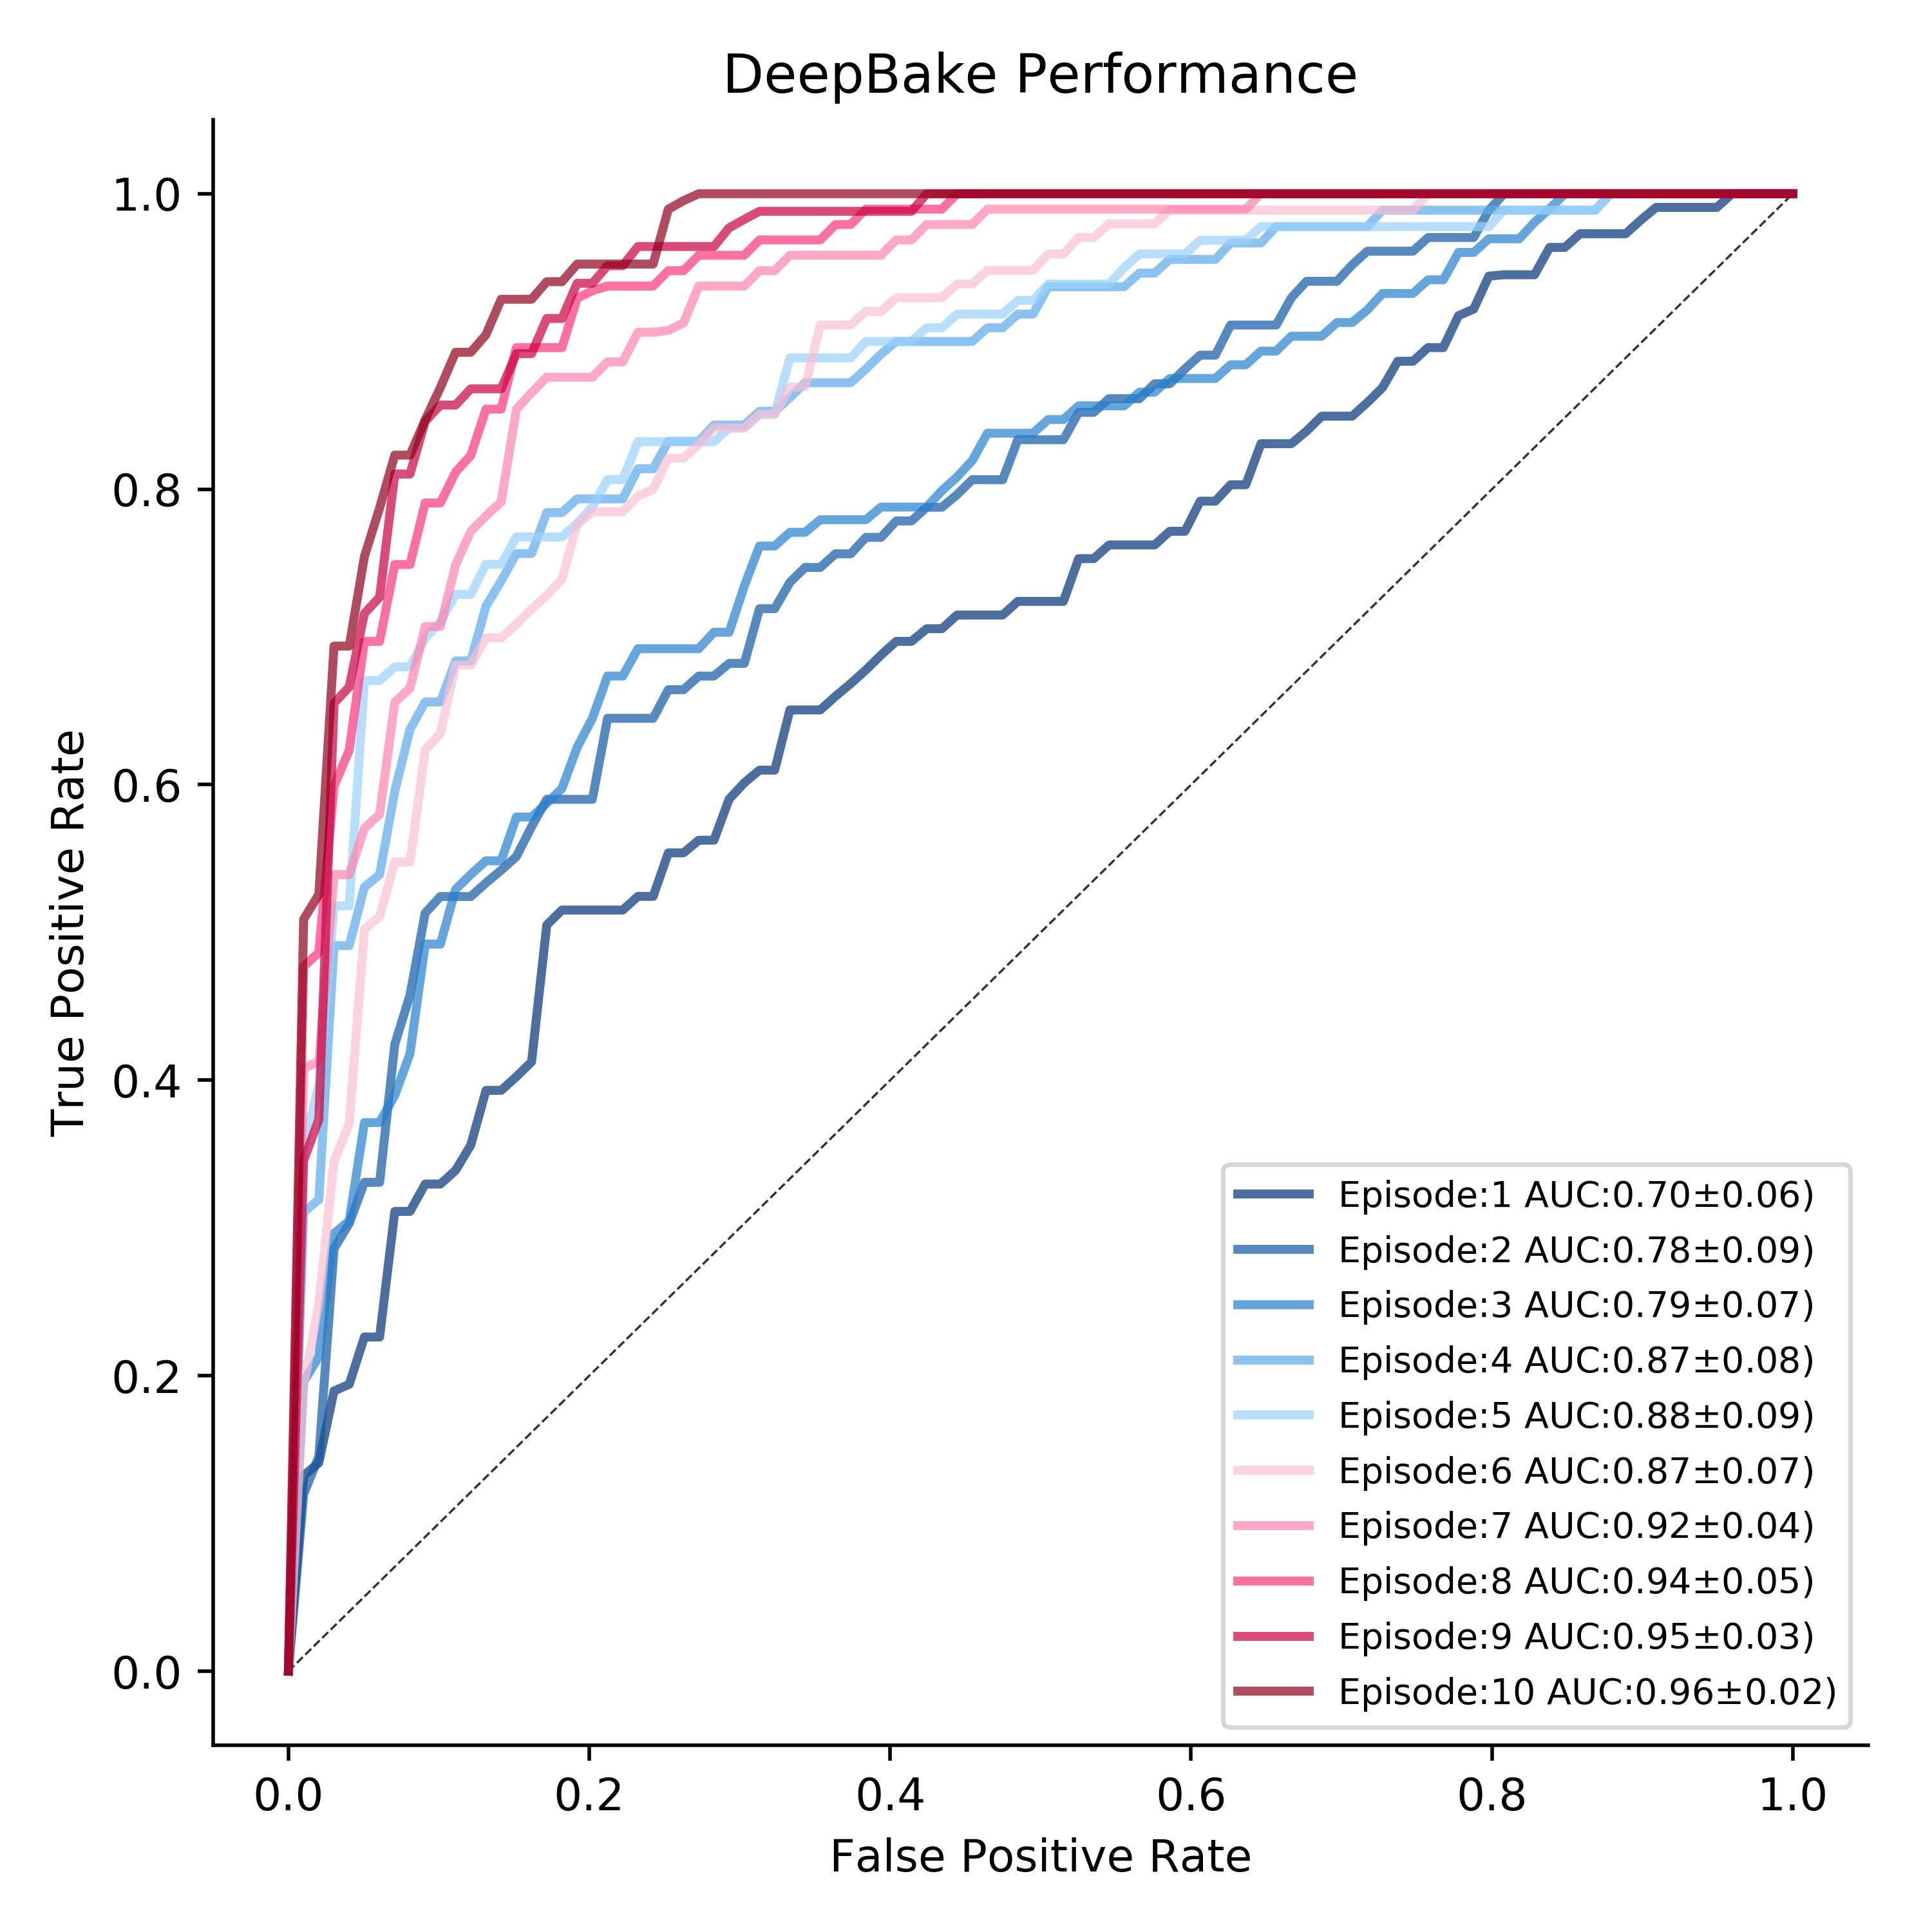 DeepBake Performance
1.0
0.8
0.6
0.4
0.2
0.0
True Positive Rate
Episode:1 AUC:0.70±0.06)
Episode:2 AUC:0.78±0.09)
Episode:3 AUC:0.79±0.07)
Episode:4 AUC:0.87±0.08)
Episode:5 AUC:0.88±0.09)
Episode:6 AUC:0.87±0.07)
Episode:7 AUC:0.92±0.04)
Episode:8 AUC:0.94±0.05)
Episode:9 AUC:0.95±0.03)
Episode:10 AUC:0.96±0.02)
0.0 0.2 0.4 0.6 0.8 1.0
False Positive Rate